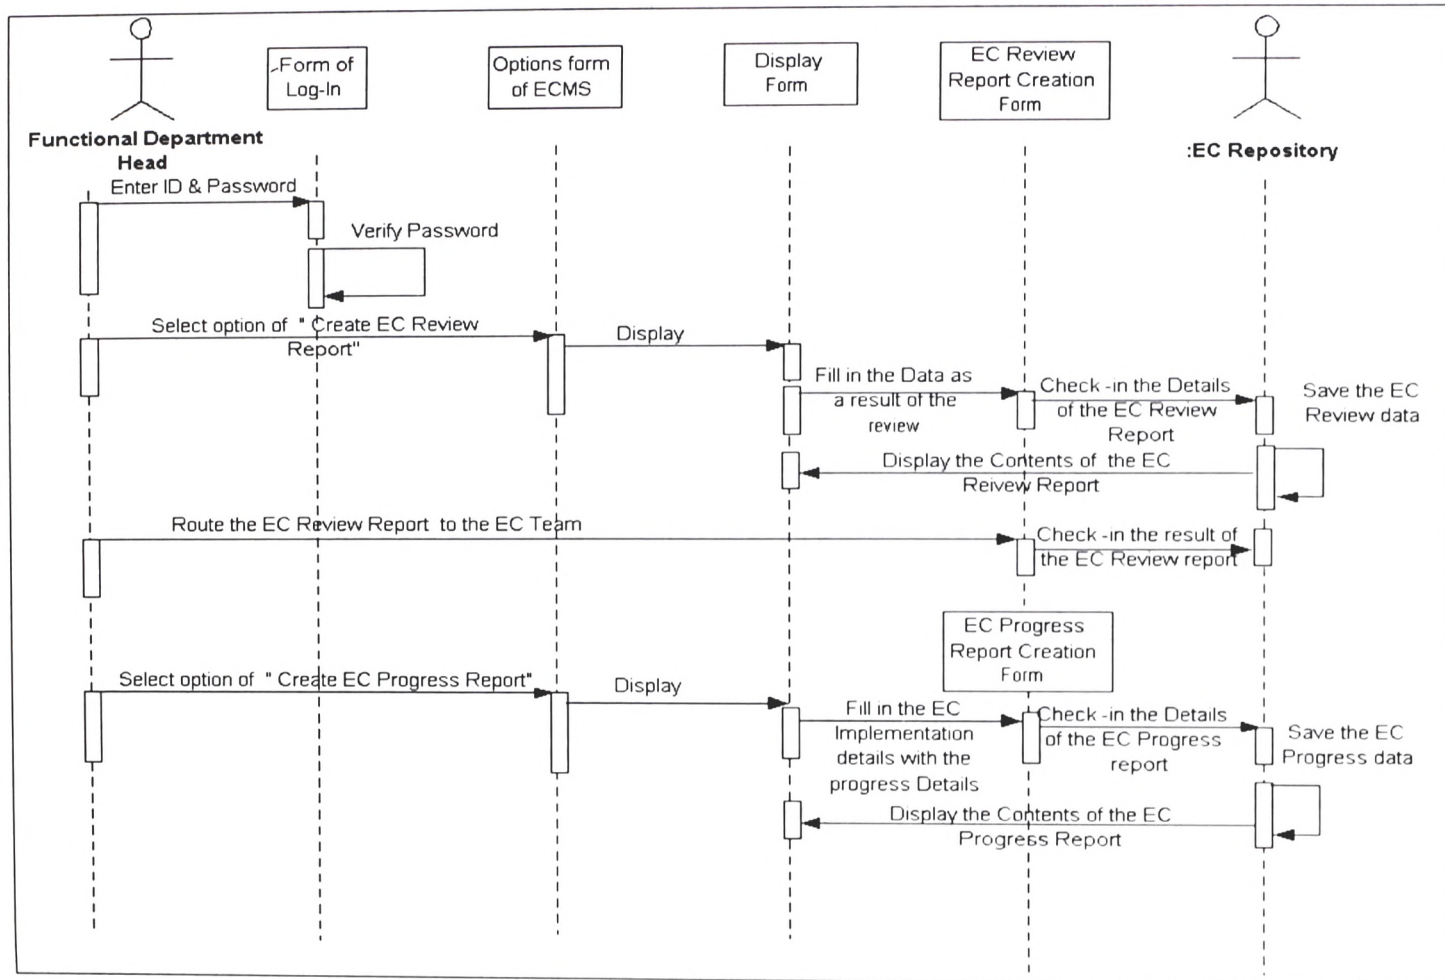 Form of
Log-In
Options form
of ECMS
Display
Form
EC Review
Report Creation
Form
Functional Department
Head
:EC Repository
Enter ID & Password
Verify Password
Select option of " Create EC Review
Report"
Display
Fill in the Data as
a result of the
review
Check -in the Details
of the EC Review
Report
Save the EC
Review data
Display the Contents of the EC
Reivew Report
Route the EC Review Report to the EC Team
Check -in the result of
the EC Review report
EC Progress
Report Creation
Form
Select option of " Create EC Progress Report"
Display
Fill in the EC
Implementation
details with the
progress Details
Check -in the Details
of the EC Progress
report
Save the EC
Progress data
Display the Contents of the EC
Progress Report